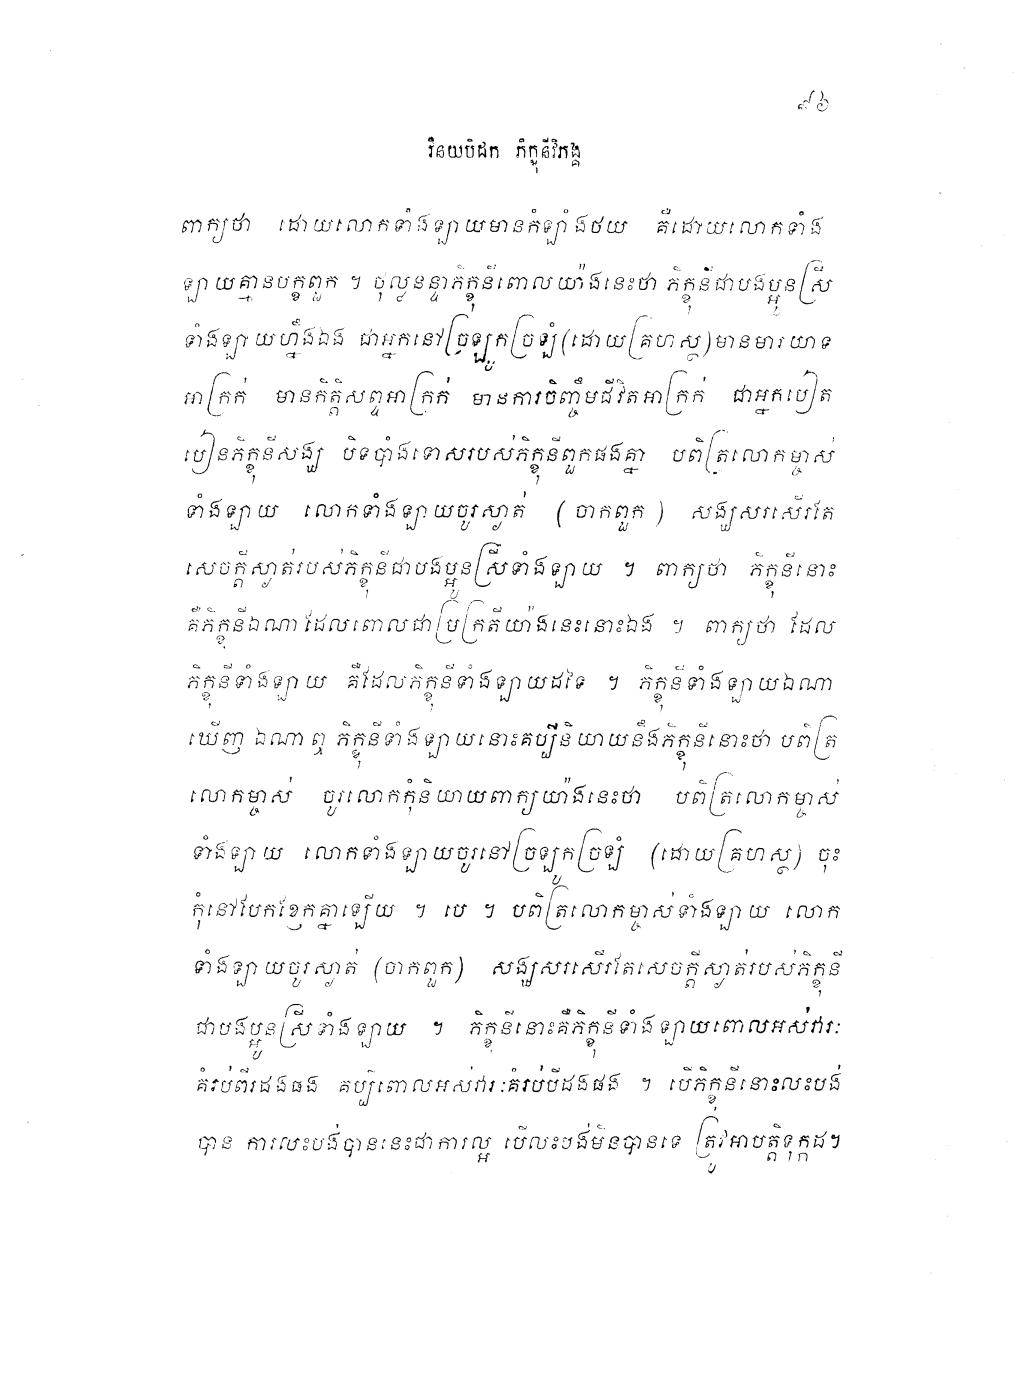 ៩៦
វិនយបិដក ភិក្ខុនីវិភង្គ
ពាក្យថា ដោយលោកទាំងឡាយមានកំឡាំងថយ គឺដោយលោកទាំង
ឡាយគ្មានបក្ខពួក ។ ចុល្លនន្ទាភិក្ខុនីពោលយ៉ាងនេះថា ភិក្ខុនីជាបងប្អូនស្រី
ទាំងឡាយហ្នឹងឯង ជាអ្នកនៅច្រឡូកច្រឡំ(ដោយគ្រហស្ថ)មានមារយាទ
អាក្រក់ មានកិត្តិសព្ទអាក្រក់ មានការចិញ្ចឹមជីវិតអាក្រក់ ជាអ្នកបៀត
បៀនភិក្ខុនីសង្ឃ បិទបាំងទោសរបស់ភិក្ខុនីពួកផងគ្នា បពិត្រលោកម្ចាស់
ទាំងឡាយ លោកទាំងឡាយចូរស្ងាត់ (ចាកពួក) សង្ឃសរសើរតែ
សេចក្តីស្ងាត់របស់ភិក្ខុនីជាបងប្អូនស្រីទាំងឡាយ ។ ពាក្យថា ភិក្ខុនីនោះ
គឺភិក្ខុនីឯណាដែលពោលជាប្រក្រតីយ៉ាងនេះនោះឯង ។ ពាក្យថា ដែល
ភិក្ខុនីទាំងឡាយ គឺដែលភិក្ខុនីទាំងឡាយដទៃ ។ ភិក្ខុនីទាំងឡាយឯណា
ឃើញ ឯណាឮ ភិក្ខុនីទាំងឡាយនោះគប្បីនិយាយនឹងភិក្ខុនីនោះថា បពិត្រ
លោកម្ចាស់ ចូរលោកកុំនិយាយពាក្យយ៉ាងនេះថា បពិត្រលោកម្ចាស់
ទាំងឡាយ លោកទាំងឡាយចូរនៅច្រឡូកច្រឡំ (ដោយគ្រហស្ថ) ចុះ
កុំនៅបែកខ្ញែកគ្នាឡើយ ។ បេ ។ បពិត្រលោកម្ចាស់ទាំងឡាយ លោក
ទាំងឡាយចូរស្ងាត់ (ចាកពួក) សង្ឃសរសើរតែសេចក្តីស្ងាត់របស់ភិក្ខុនី
ជាបងប្អូនស្រីទាំងឡាយ ។ ភិក្ខុនីនោះគឺភិក្ខុនីទាំងឡាយពោលអស់វារៈ
គំរប់ពីរដងផង គប្បីពោលអស់វារៈគំរប់បីដងផង ។ បើភិក្ខុនីនោះលះបង់
បាន ការលះបង់បាននេះជាការល្អ បើលះបង់មិនបានទេ ត្រូវអាបត្តិទុក្កដ។